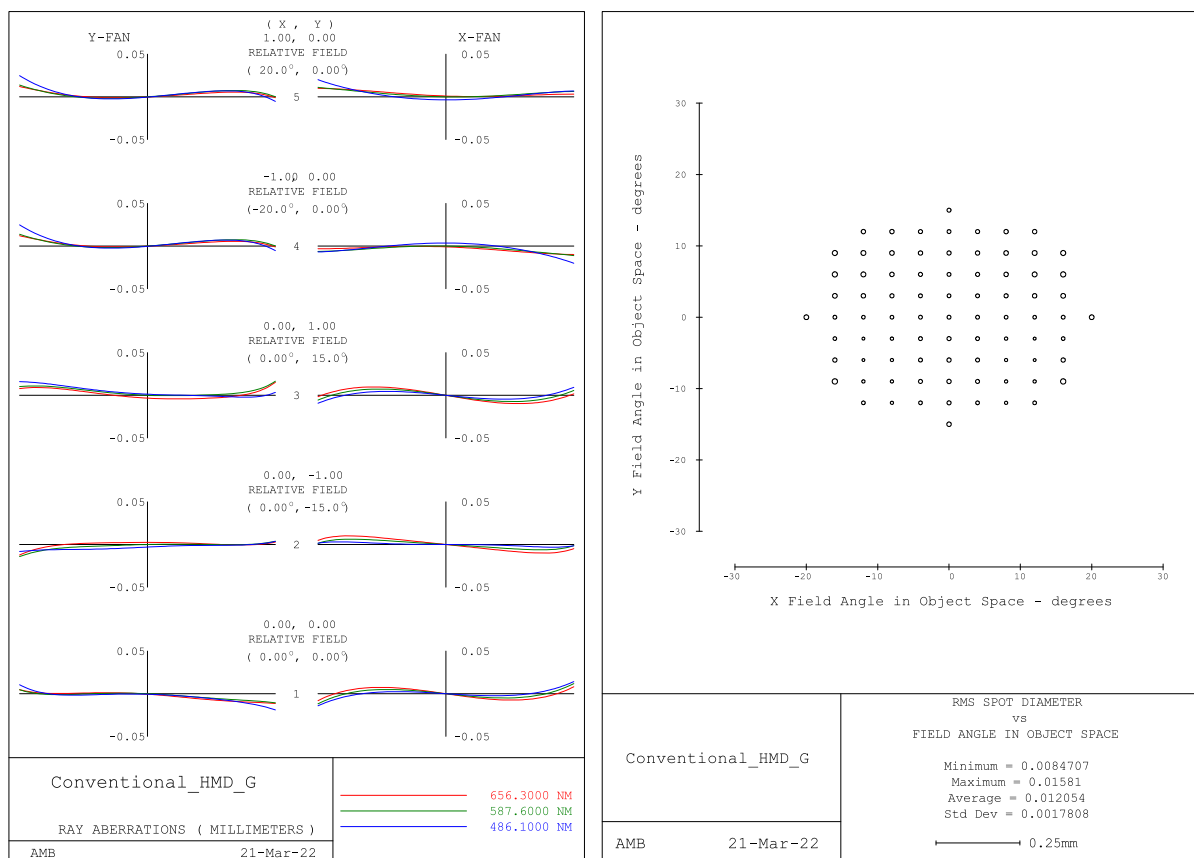 ( X , Y )
Y-FAN 1.00, 0.00 X-FAN
RELATIVE FIELD
0.05 0.05
( 20.0°, 0.00°)
5
-0.05 -0.05
-1.00, 0.00
RELATIVE FIELD
0.05 0.05
(-20.0°, 0.00°)
4
-0.05 -0.05
0.00, 1.00
RELATIVE FIELD
0.05 0.05
( 0.00°, 15.0°)
3
-0.05 -0.05
0.00, -1.00
RELATIVE FIELD
0.05 0.05
( 0.00°,-15.0°)
2
-0.05 -0.05
0.00, 0.00
RELATIVE FIELD
0.05 0.05
( 0.00°, 0.00°)
1
-0.05 -0.05
Conventional_HMD_G
RAY ABERRATIONS ( MILLIMETERS )
AMB 21-Mar-22
656.3000 NM
587.6000 NM
486.1000 NM
Y Field Angle in Object Space - degrees
30
20
10
0
-10
-20
-30
-30 -20 -10 0 10 20 30
X Field Angle in Object Space - degrees
Conventional_HMD_G
AMB 21-Mar-22
RMS SPOT DIAMETER
vs
FIELD ANGLE IN OBJECT SPACE
Minimum = 0.0084707
Maximum = 0.01581
Average = 0.012054
Std Dev = 0.0017808
0.25mm